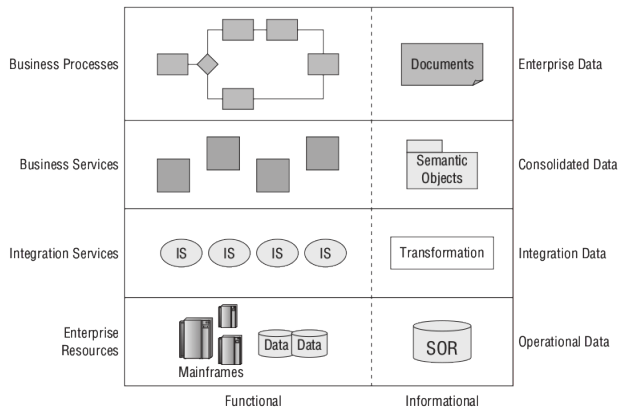 Business Processes
Documents
Enterprise Data
Business Services
Semantic
Objects
Consolidated Data
Integration Services
IS IS IS IS
Transformation
Integration Data
Enterprise
Resources
Mainframes
Data Data
SOR
Operational Data
Functional
Informational